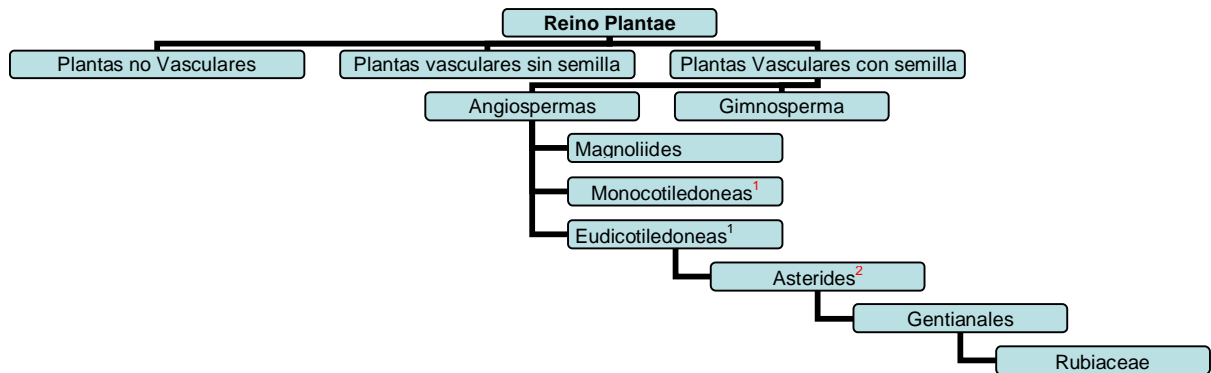 Reino Plantae
Plantas no Vasculares
Plantas vasculares sin semilla
Plantas Vasculares con semilla
Angiospermas
Gimnosperma
Magnoliides
Monocotiledoneas¹
Eudicotiledoneas¹
Asterides²
Gentianales
Rubiaceae